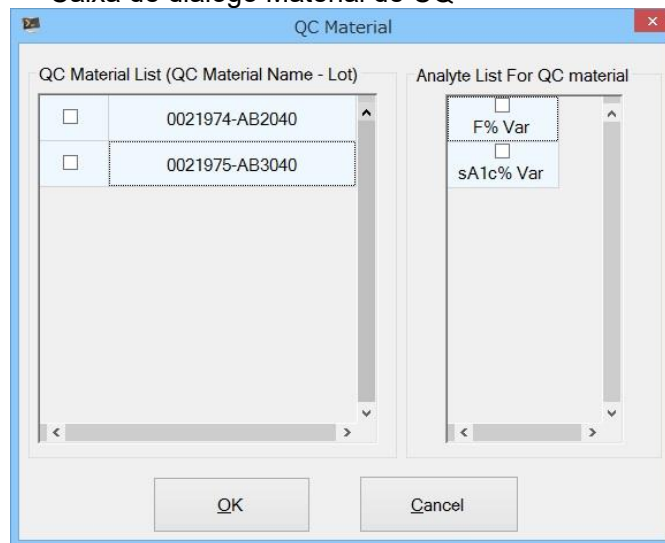 Caixa de diálogo Material de CQ
QC Material
QC Material List (QC Material Name - Lot)
Analyte List For QC material
0021974-AB2040
0021975-AB3040
F% Var
sA1c% Var
OK
Cancel